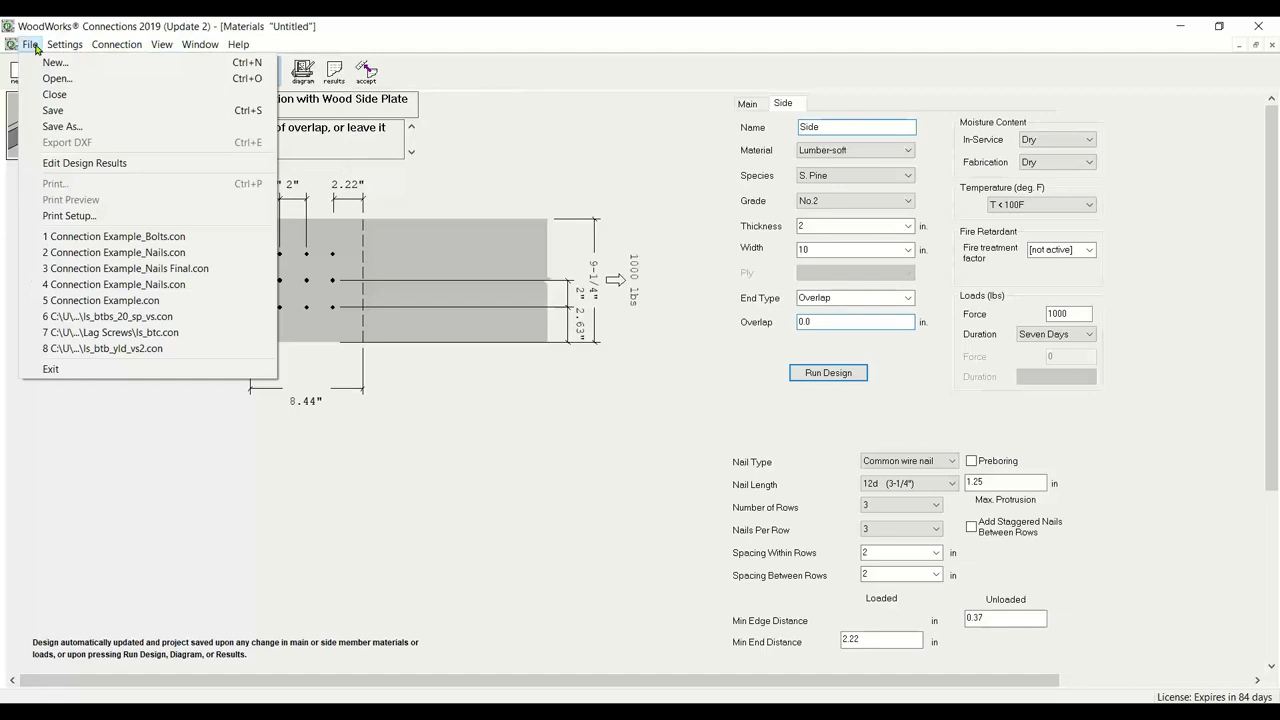 WoodWorks® Connections 2019 (Update 2) - [Materials "Untitled"]
File Settings Connection View Window Help
New... Ctrl+N
Open... Ctrl+O
Close
Save Ctrl+S
Save As...
Export DXF Ctrl+E
Edit Design Results
Print... Ctrl+P
Print Preview
Print Setup...
1 Connection Example_Bolts.con
2 Connection Example_Nails.con
3 Connection Example_Nails Final.con
4 Connection Example_Nails.con
5 Connection Example.con
6 C:\U\...\ls_btbs_20_sp_vs.con
7 C:\U\...\Lag Screws\ls_btc.con
8 C:\U\...\ls_btb_yld_vs2.con
Exit
diagram results accept
ion with Wood Side Plate
of overlap, or leave it
2" 2.22"
9-1/4"
1000 lbs
2" 2.63"
8.44"
Main Side
Name Side
Material Lumber-soft
Species S. Pine
Grade No.2
Thickness 2 in.
Width 10 in.
Ply
End Type Overlap
Overlap 0.0 in.
Run Design
Moisture Content
In-Service Dry
Fabrication Dry
Temperature (deg. F)
T < 100F
Fire Retardant
Fire treatment factor [not active]
Loads (lbs)
Force 1000
Duration Seven Days
Force 0
Duration
Nail Type Common wire nail Preboring
Nail Length 12d (3-1/4") 1.25 in
Max. Protrusion
Number of Rows 3
Nails Per Row 3
Add Staggered Nails
Between Rows
Spacing Within Rows 2 in
Spacing Between Rows 2 in
Loaded Unloaded
Min Edge Distance in 0.37
Min End Distance 2.22 in
Design automatically updated and project saved upon any change in main or side member materials or
loads, or upon pressing Run Design, Diagram, or Results.
License: Expires in 84 days